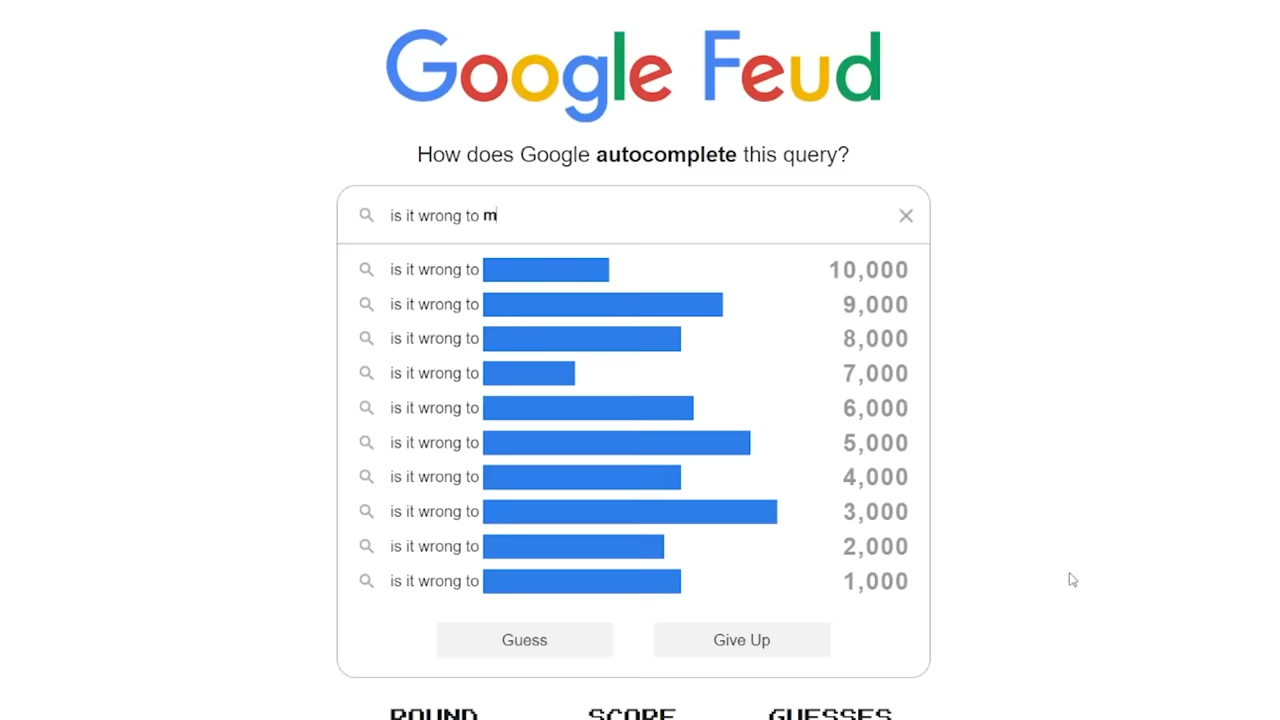 Google Feud
How does Google autocomplete this query?
is it wrong to m
is it wrong to 10,000
is it wrong to 9,000
is it wrong to 8,000
is it wrong to 7,000
is it wrong to 6,000
is it wrong to 5,000
is it wrong to 4,000
is it wrong to 3,000
is it wrong to 2,000
is it wrong to 1,000
Guess Give Up
ROUND SCORE GUESSES